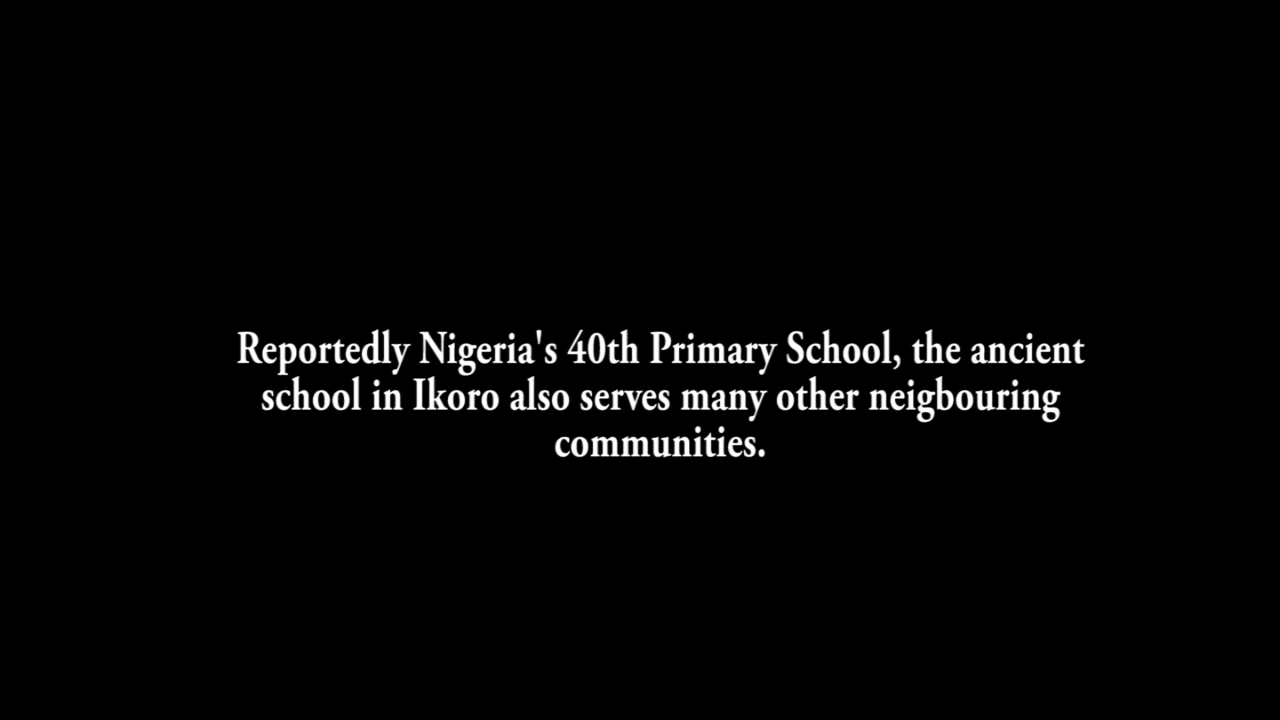 Reportedly Nigeria's 40th Primary School, the ancient
school in Ikoro also serves many other neigbouring
communities.